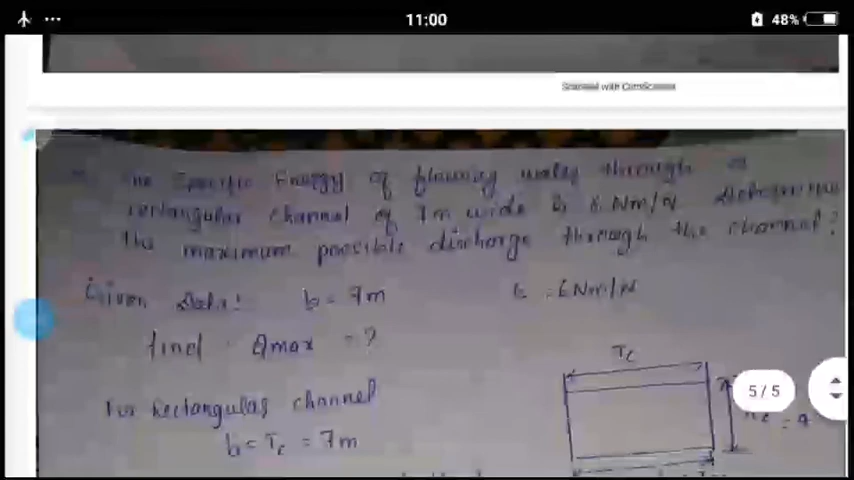 11:00
48%
Scanned with CamScanner
The Specific Energy of flowing water through a
rectangular channel of 7m wide is 6 Nm/N Determine
the maximum possible discharge through the channel?
Given Data: b = 7m E = 6Nm/N
find Qmax = ?
TC
For Rectangular channel
5/5
b = Tc = 7m